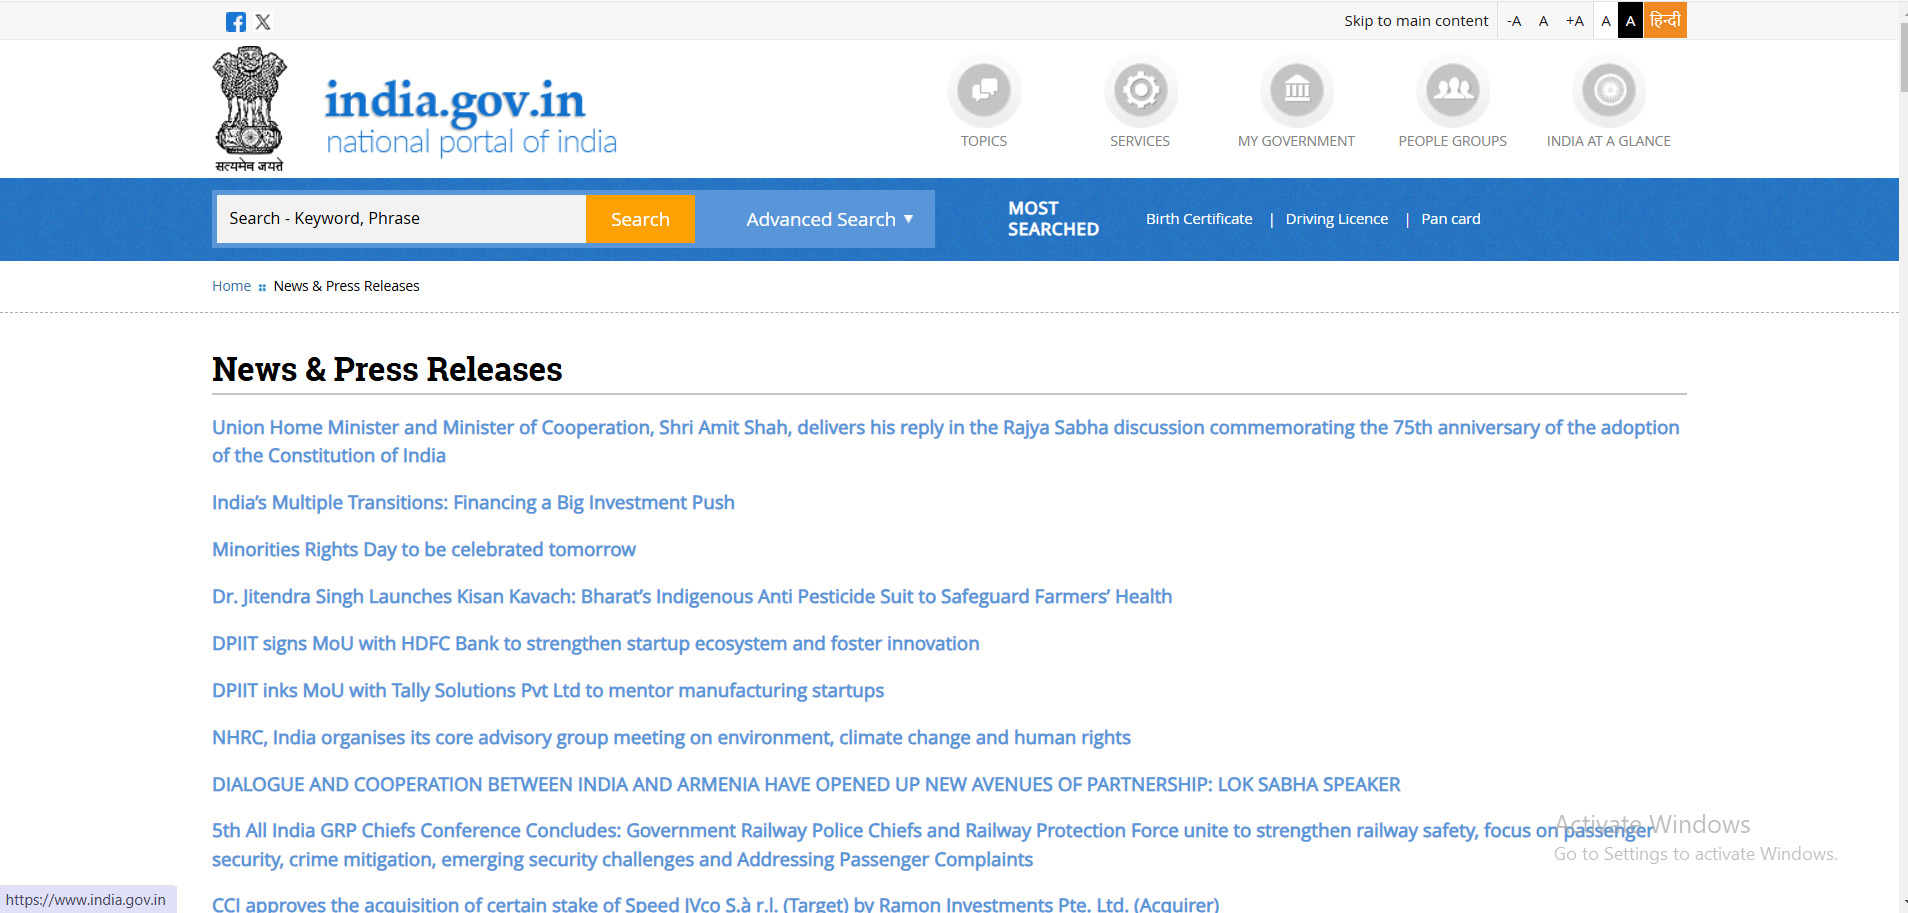 Skip to main content
-A A +A A A हिन्दी
सत्यमेव जयते
india.gov.in
national portal of india
TOPICS
SERVICES
MY GOVERNMENT
PEOPLE GROUPS
INDIA AT A GLANCE
Search - Keyword, Phrase
Search
Advanced Search
MOST
SEARCHED
Birth Certificate | Driving Licence | Pan card
Home News & Press Releases
News & Press Releases
Union Home Minister and Minister of Cooperation, Shri Amit Shah, delivers his reply in the Rajya Sabha discussion commemorating the 75th anniversary of the adoption
of the Constitution of India
India’s Multiple Transitions: Financing a Big Investment Push
Minorities Rights Day to be celebrated tomorrow
Dr. Jitendra Singh Launches Kisan Kavach: Bharat’s Indigenous Anti Pesticide Suit to Safeguard Farmers’ Health
DPIIT signs MoU with HDFC Bank to strengthen startup ecosystem and foster innovation
DPIIT inks MoU with Tally Solutions Pvt Ltd to mentor manufacturing startups
NHRC, India organises its core advisory group meeting on environment, climate change and human rights
DIALOGUE AND COOPERATION BETWEEN INDIA AND ARMENIA HAVE OPENED UP NEW AVENUES OF PARTNERSHIP: LOK SABHA SPEAKER
5th All India GRP Chiefs Conference Concludes: Government Railway Police Chiefs and Railway Protection Force unite to strengthen railway safety, focus on passenger
security, crime mitigation, emerging security challenges and Addressing Passenger Complaints
Activate Windows
Go to Settings to activate Windows.
CCI approves the acquisition of certain stake of Speed JVco S.à r.l. (Target) by Ramon Investments Pte. Ltd. (Acquirer)
https://www.india.gov.in